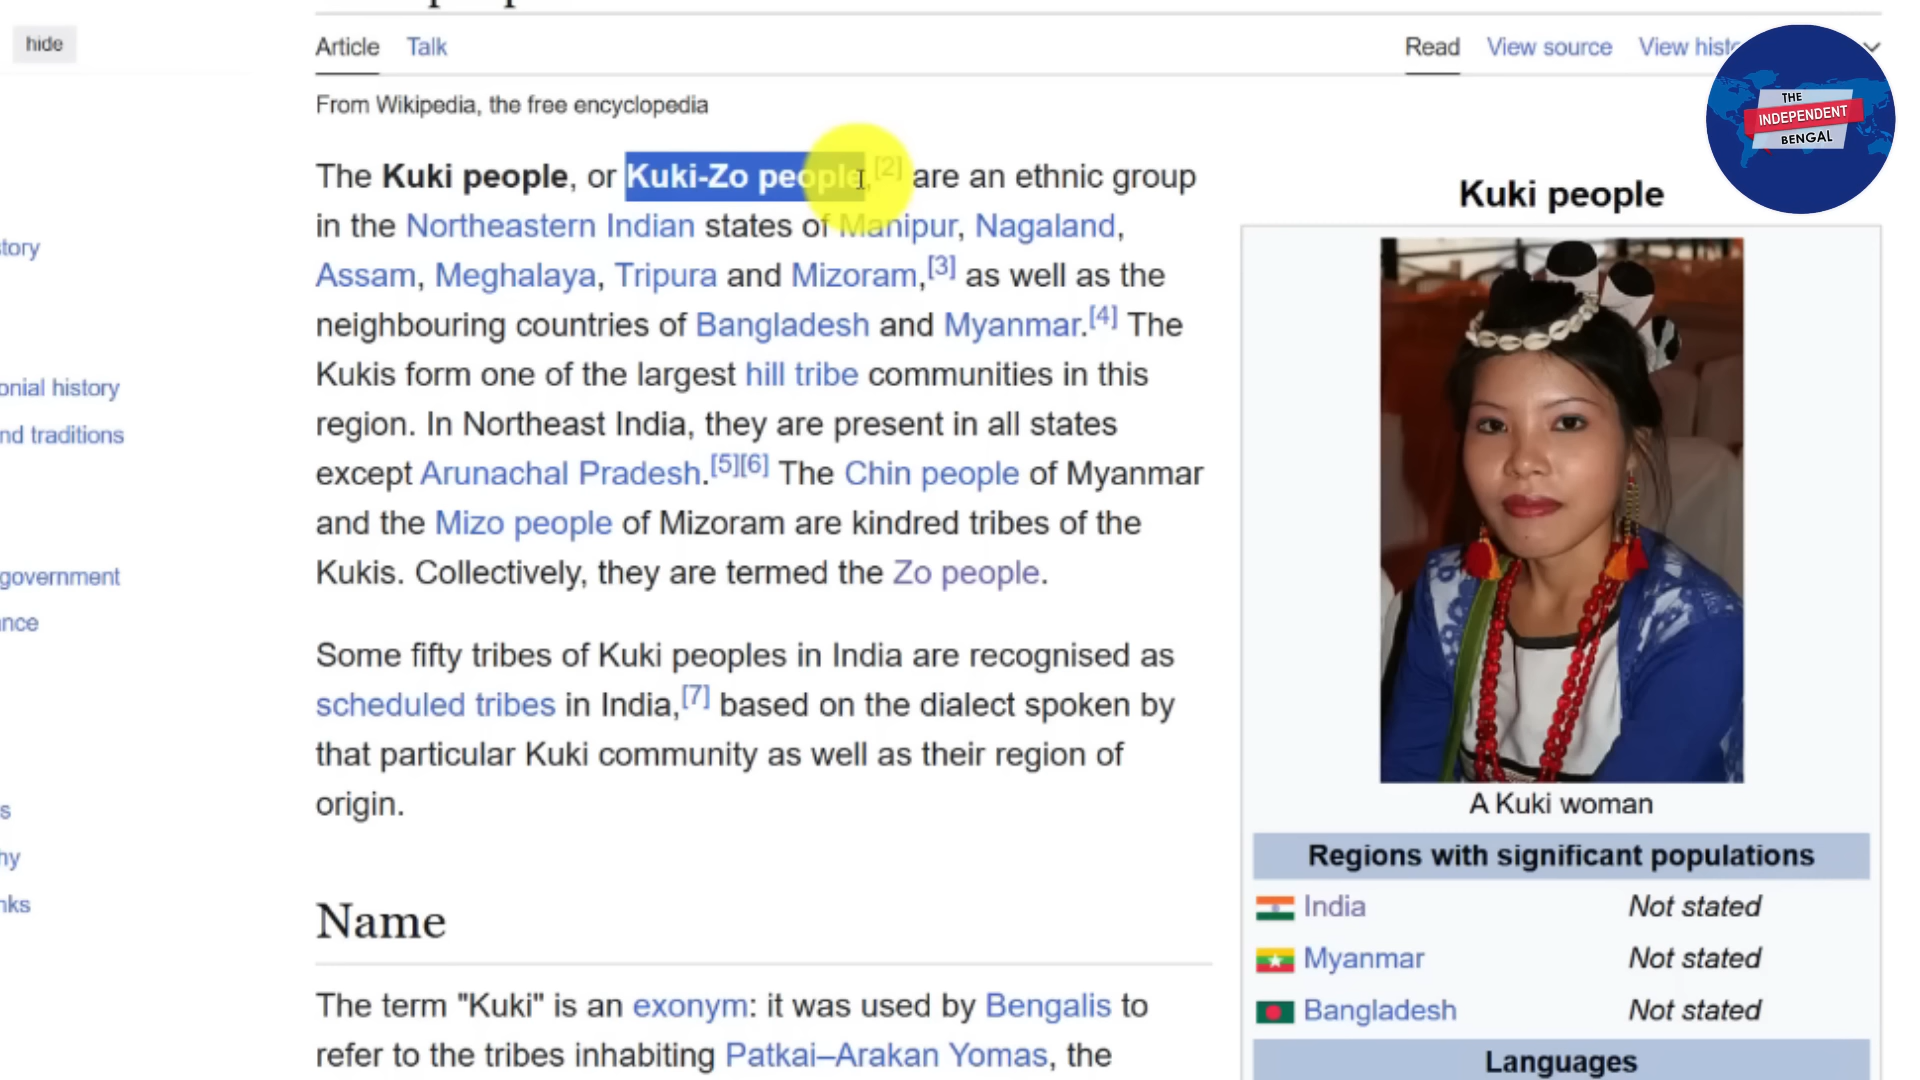 hide
Article Talk
Read View source View
THE
INDEPENDENT
BENGAL
From Wikipedia, the free encyclopedia
The Kuki people, or Kuki-Zo people,[2] are an ethnic group
in the Northeastern Indian states of Manipur, Nagaland,
Assam, Meghalaya, Tripura and Mizoram,[3] as well as the
neighbouring countries of Bangladesh and Myanmar.[4] The
Kukis form one of the largest hill tribe communities in this
region. In Northeast India, they are present in all states
except Arunachal Pradesh.[5][6] The Chin people of Myanmar
and the Mizo people of Mizoram are kindred tribes of the
Kukis. Collectively, they are termed the Zo people.
Some fifty tribes of Kuki peoples in India are recognised as
scheduled tribes in India,[7] based on the dialect spoken by
that particular Kuki community as well as their region of
origin.
Name
The term "Kuki" is an exonym: it was used by Bengalis to
refer to the tribes inhabiting Patkai–Arakan Yomas, the
story
onial history
nd traditions
government
ance
s
hy
nks
Kuki people
A Kuki woman
Regions with significant populations
India Not stated
Myanmar Not stated
Bangladesh Not stated
Languages